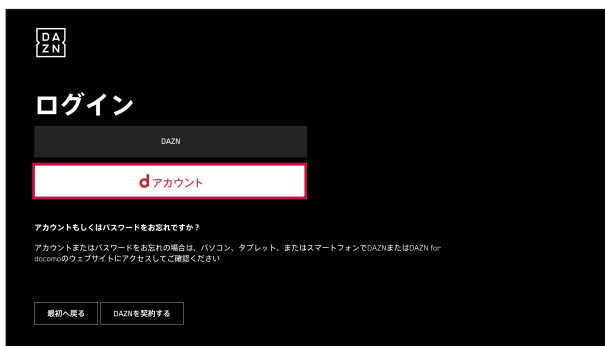 DA
ZN
ログイン
DAZN
dアカウント
アカウントもしくはパスワードをお忘れですか？
アカウントまたはパスワードをお忘れの場合は、パソコン、タブレット、またはスマートフォンでDAZNまたはDAZN for
docomoのウェブサイトにアクセスしてご確認ください
最初へ戻る
DAZNを契約する